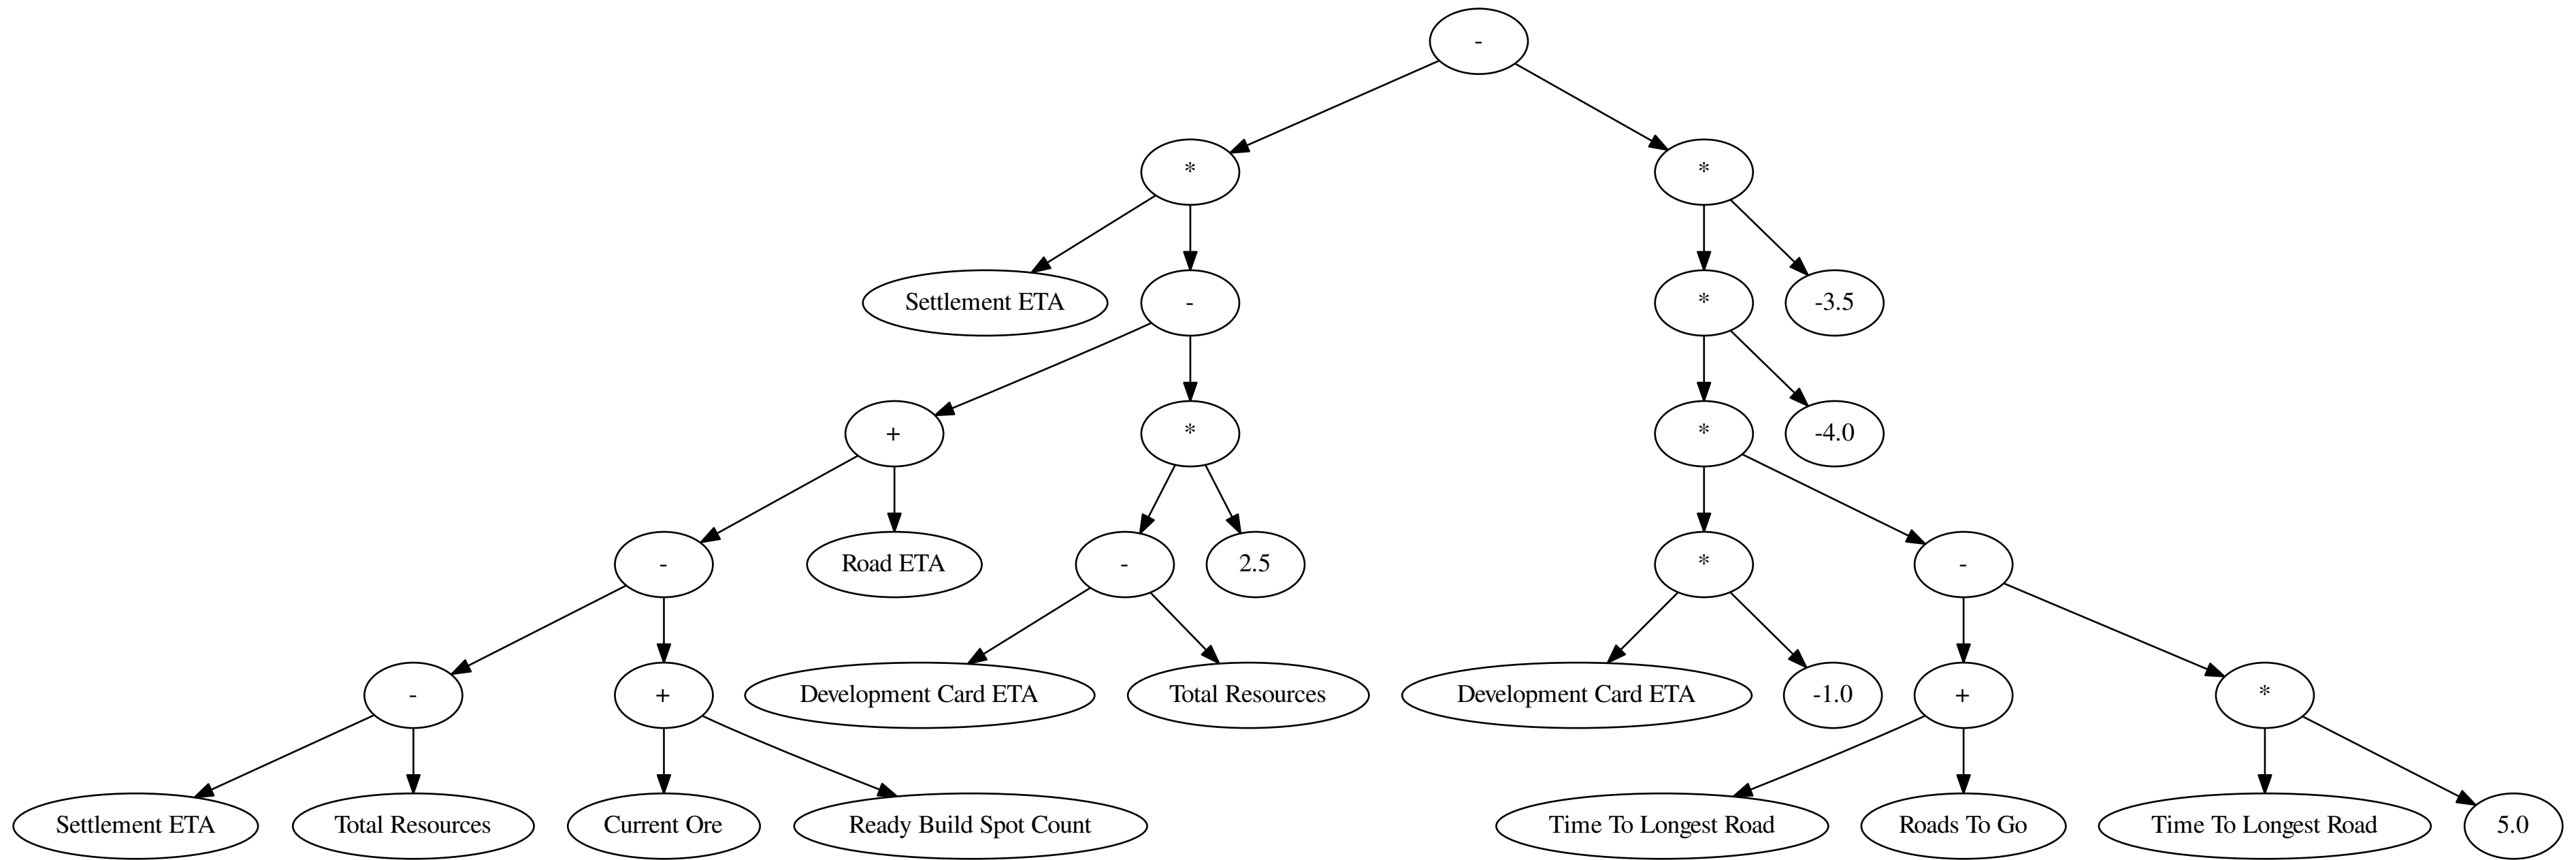 -
*
*
Settlement ETA
-
*
-3.5
+
*
*
-4.0
-
Road ETA
-
2.5
*
-
-
+
Development Card ETA
Total Resources
Development Card ETA
-1.0
+
*
Settlement ETA
Total Resources
Current Ore
Ready Build Spot Count
Time To Longest Road
Roads To Go
Time To Longest Road
5.0